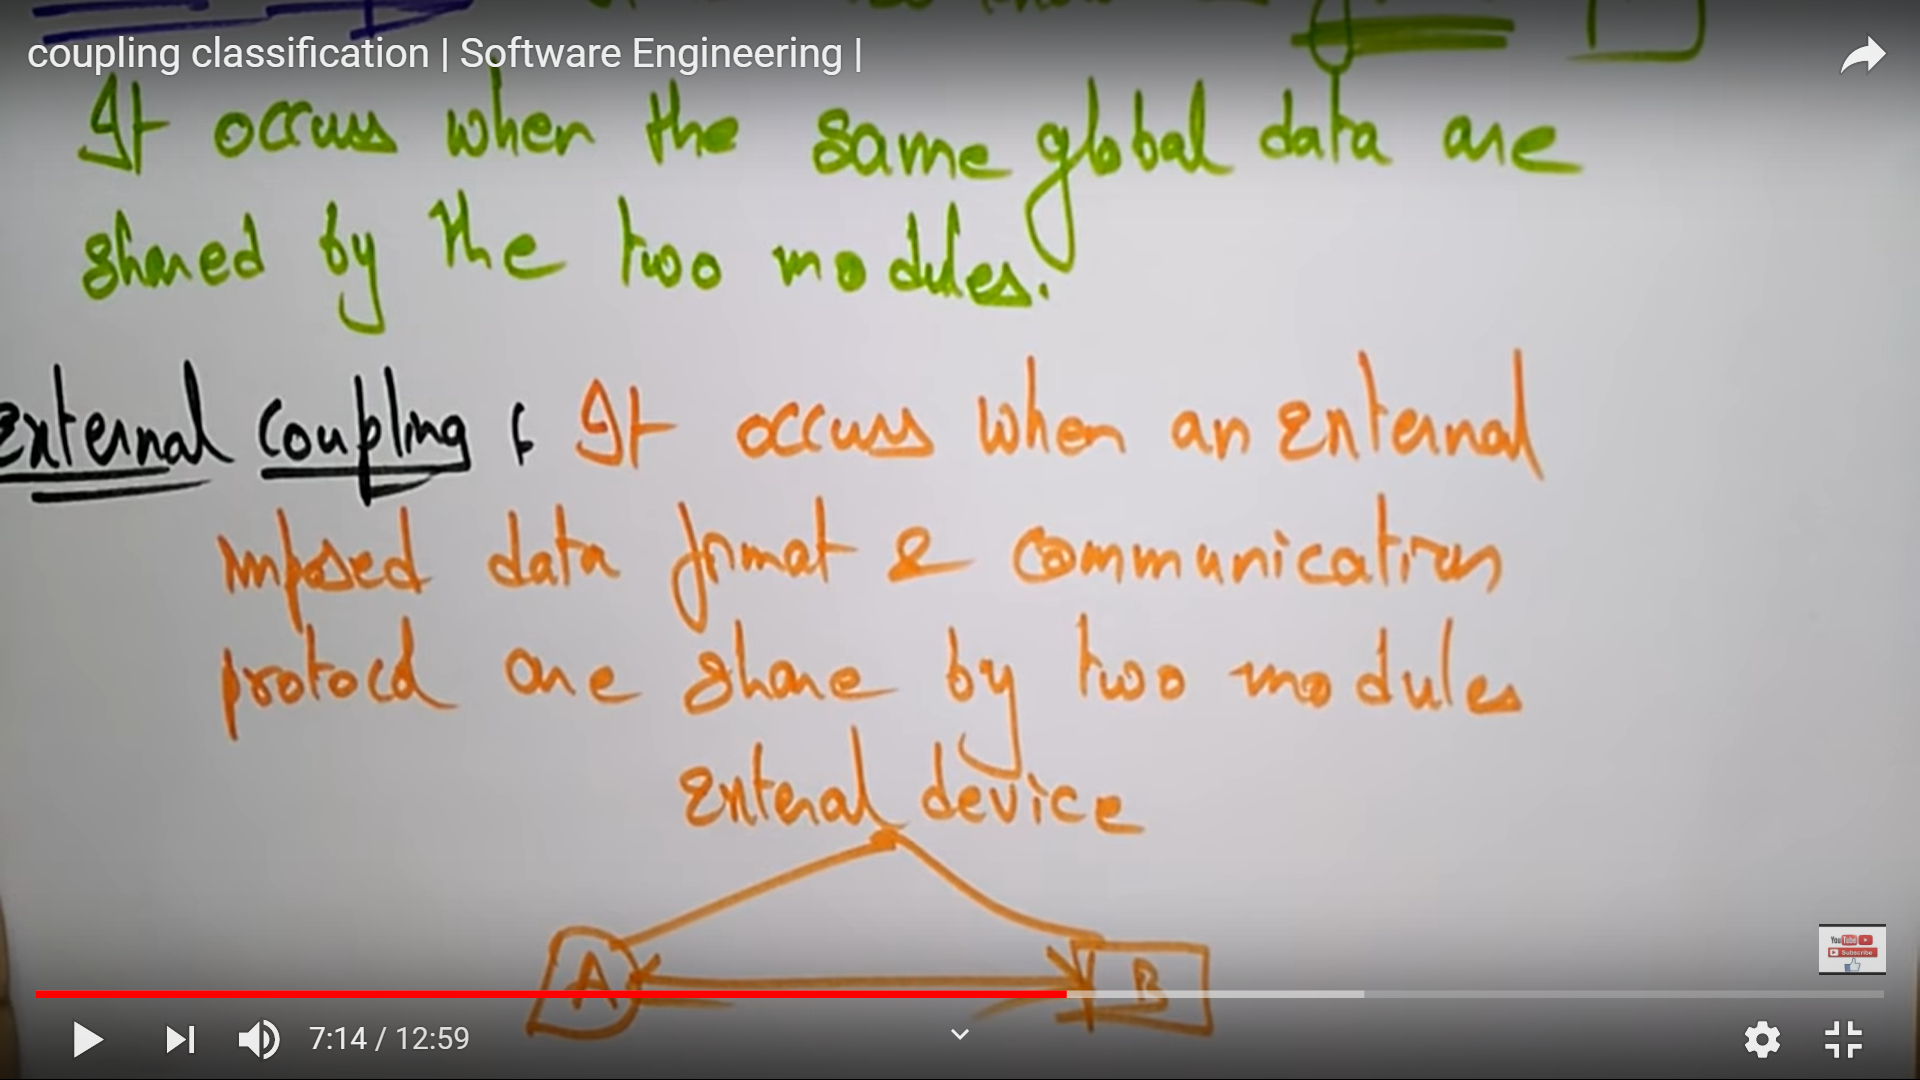 coupling classification | Software Engineering |
It occurs when the same global data are
shared by the two modules.
External Coupling : It occurs when an External
imposed data format & communication
protocol are share by two modules
External device
A B
YouTube
Subscribe
7:14 / 12:59